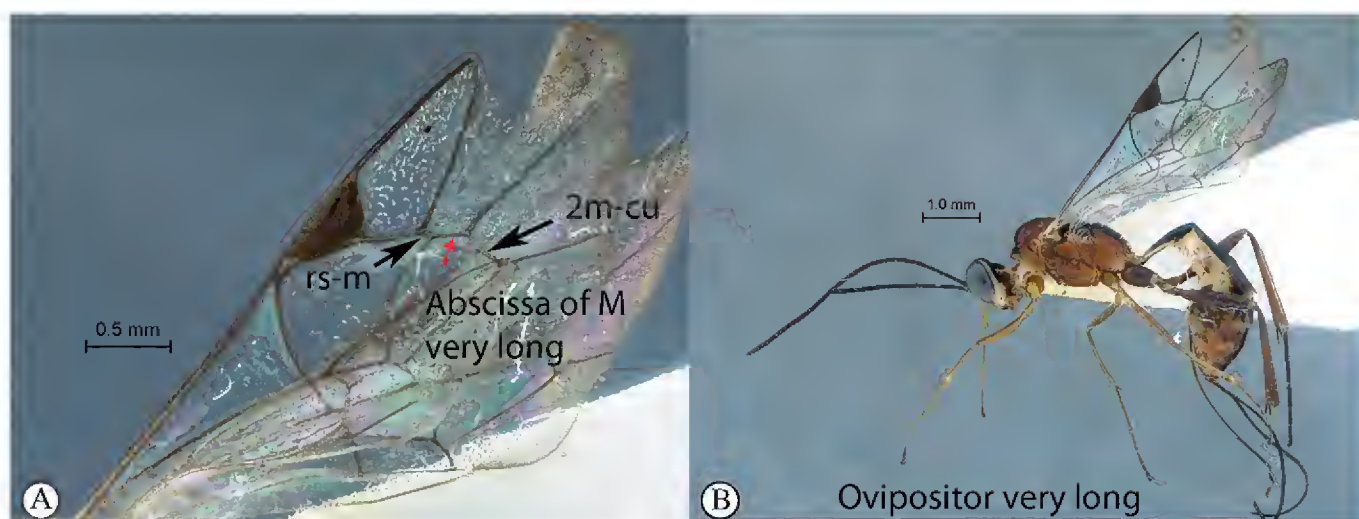 2m-cu
rs-m
Abscissa of M
very long
0.5 mm
A
1.0 mm
Ovipositor very long
B